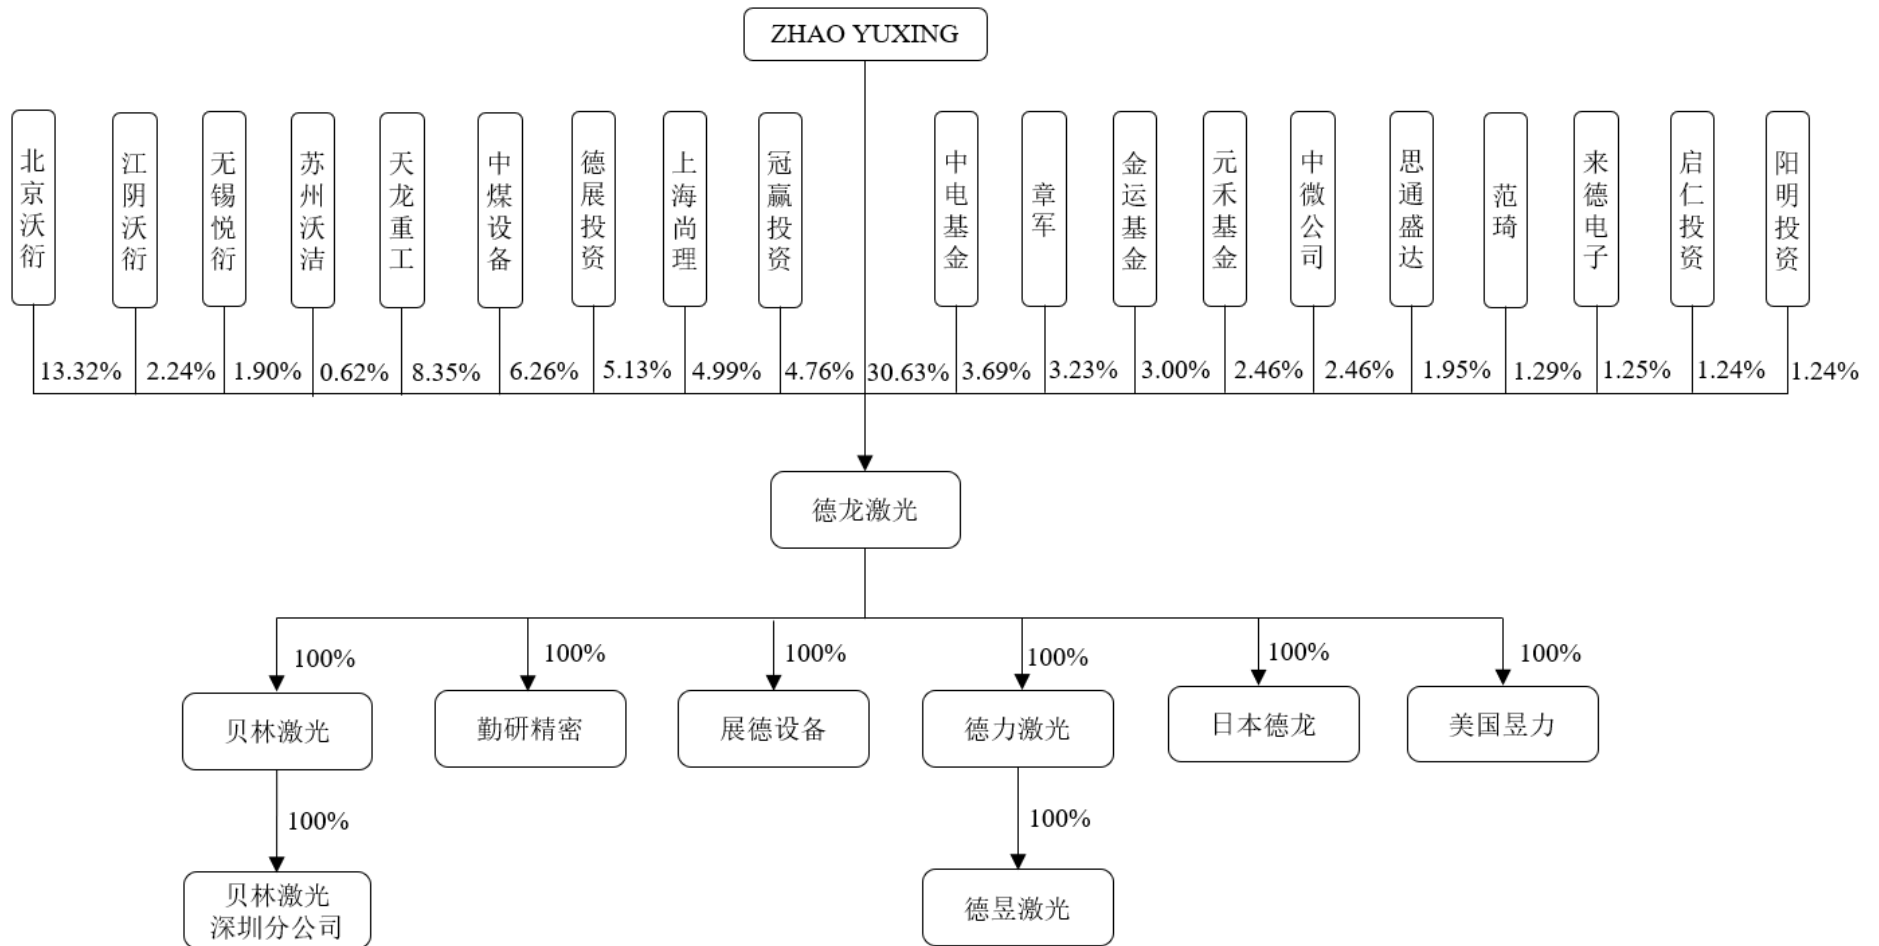 ZHAO YUXING
北京沃衍
江阴沃衍
无锡悦衍
苏州沃洁
天龙重工
中煤设备
德展投资
上海尚理
冠赢投资
中电基金
章军
金运基金
元禾基金
中微公司
思通盛达
范琦
来德电子
启仁投资
阳明投资
13.32%
2.24%
1.90%
0.62%
8.35%
6.26%
5.13%
4.99%
4.76%
30.63%
3.69%
3.23%
3.00%
2.46%
2.46%
1.95%
1.29%
1.25%
1.24%
1.24%
德龙激光
100%
100%
100%
100%
100%
100%
贝林激光
勤研精密
展德设备
德力激光
日本德龙
美国昱力
100%
100%
贝林激光
深圳分公司
德昱激光